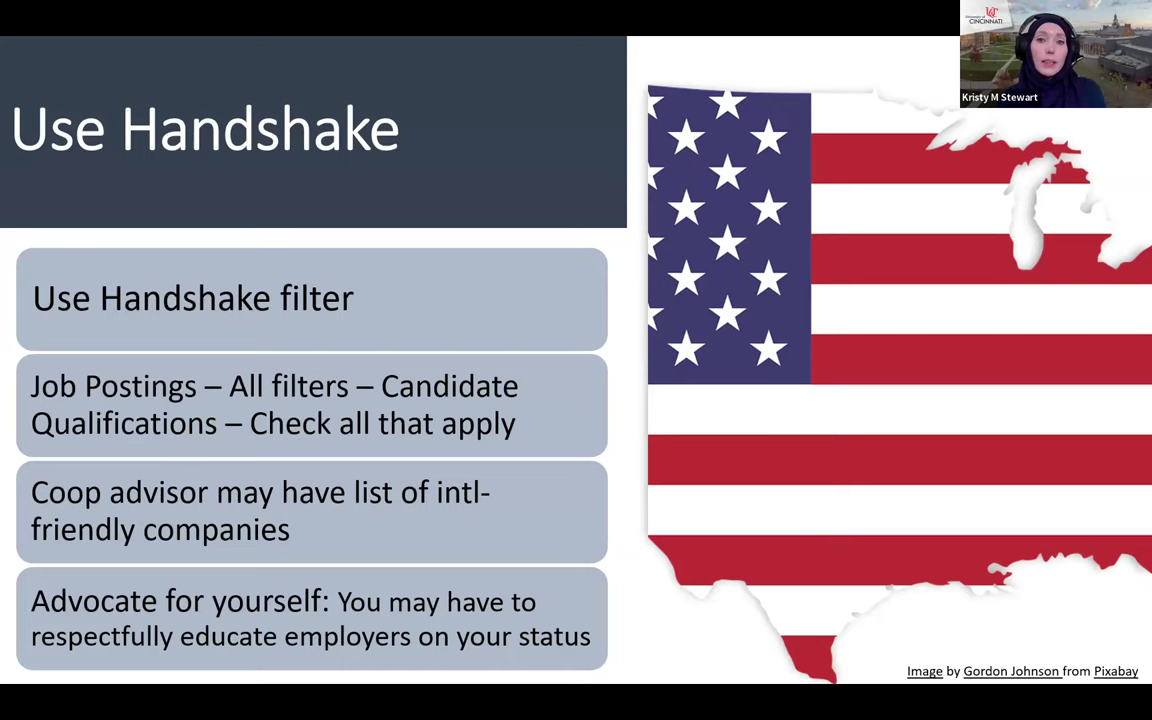 Use Handshake
Use Handshake filter
Job Postings – All filters – Candidate
Qualifications – Check all that apply
Coop advisor may have list of intl-
friendly companies
Advocate for yourself: You may have to
respectfully educate employers on your status
University of
CINCINNATI
Kristy M Stewart
Image by Gordon Johnson from Pixabay